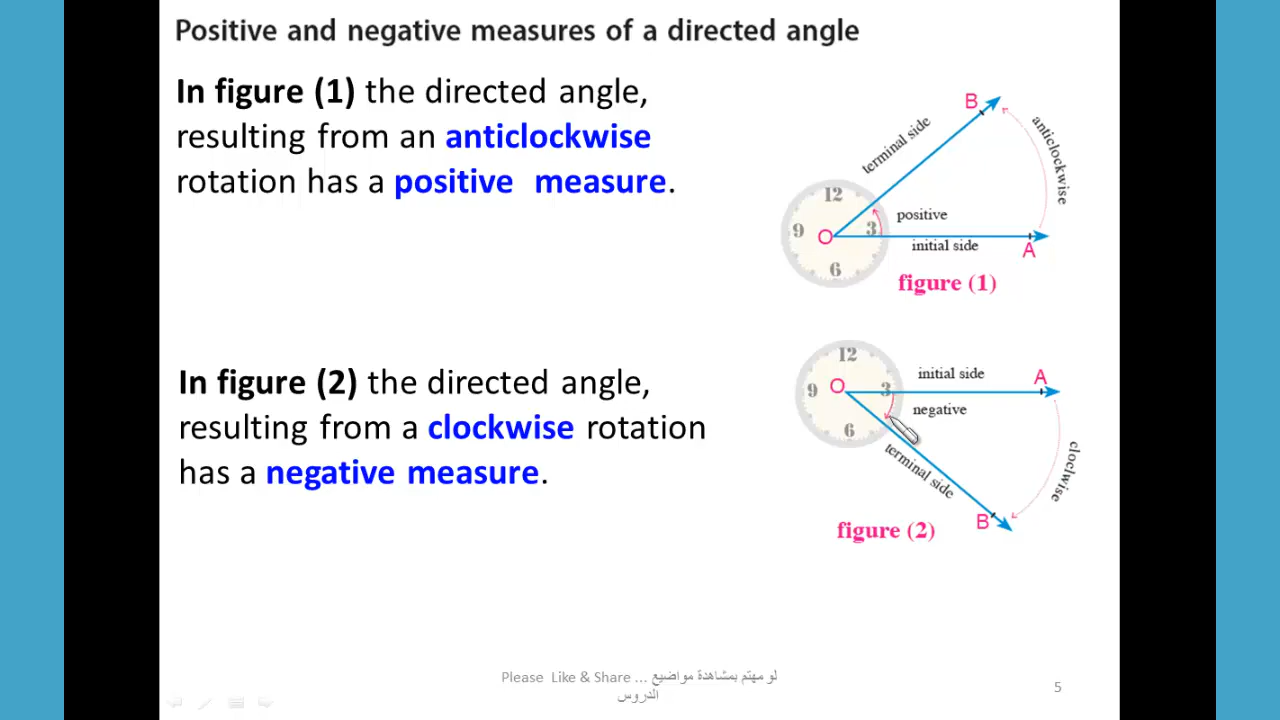 Positive and negative measures of a directed angle
In figure (1) the directed angle,
resulting from an anticlockwise
rotation has a positive measure.
B
terminal side
anticlockwise
12
9
3
6
O
positive
initial side
A
figure (1)
In figure (2) the directed angle,
resulting from a clockwise rotation
has a negative measure.
12
9
3
6
O
initial side
A
negative
terminal side
cloclwise
B
figure (2)
Please Like & Share ... لو مهتم بمشاهدة مواضيع
الدروس
5